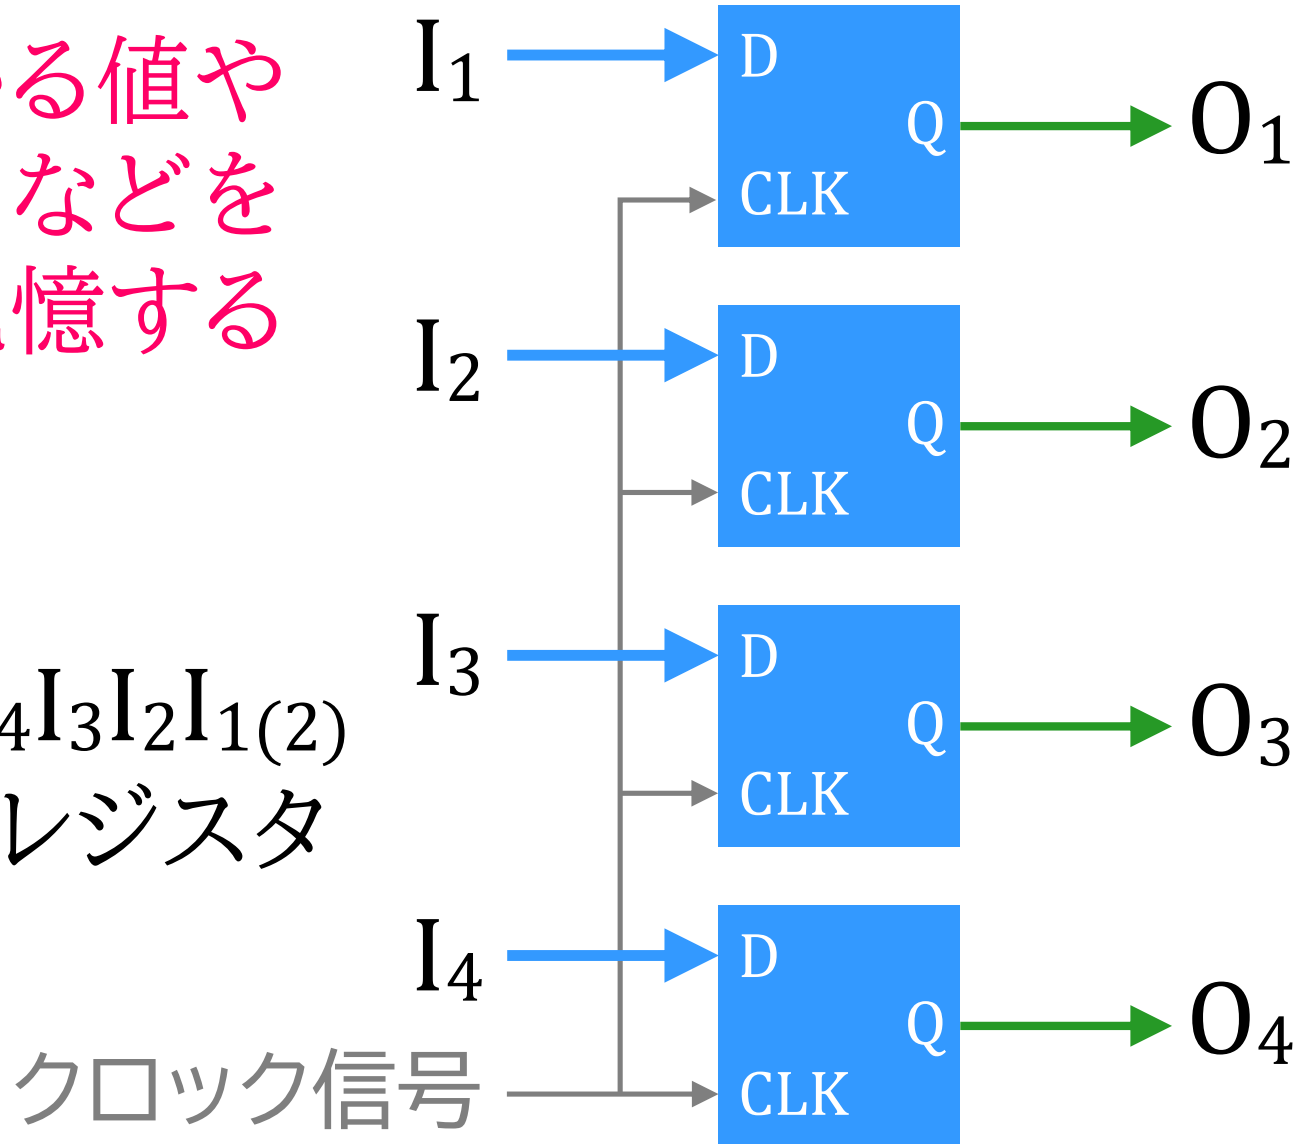 る値や
などを
憶する
I₁
D
Q
CLK
O₁
I₂
D
Q
CLK
O₂
I₃
D
Q
CLK
O₃
₄I₃I₂I₁₍₂₎
レジスタ
I₄
D
Q
CLK
O₄
クロック信号